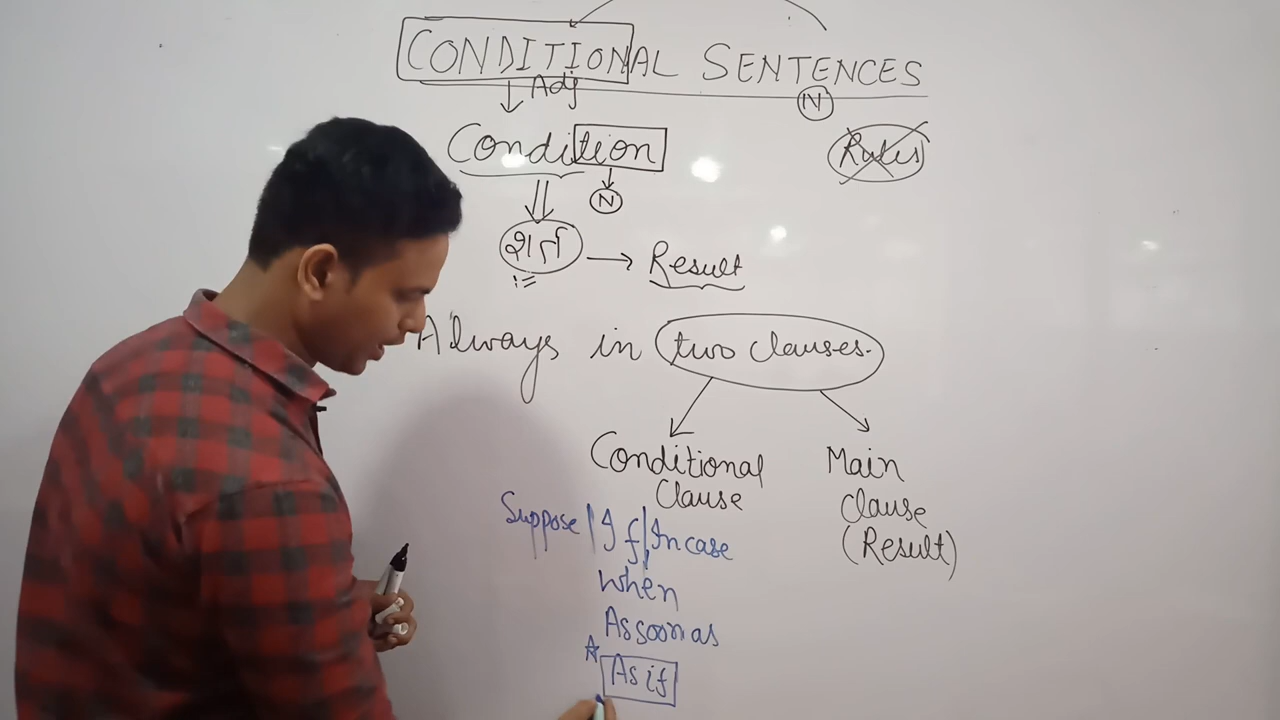 CONDITIONAL SENTENCES
Adj
N
Condition
Rules
N
शर्त → Result
Always in two clauses.
Conditional Clause
Main Clause (Result)
Suppose | If | Incase
When
As soon as
As if